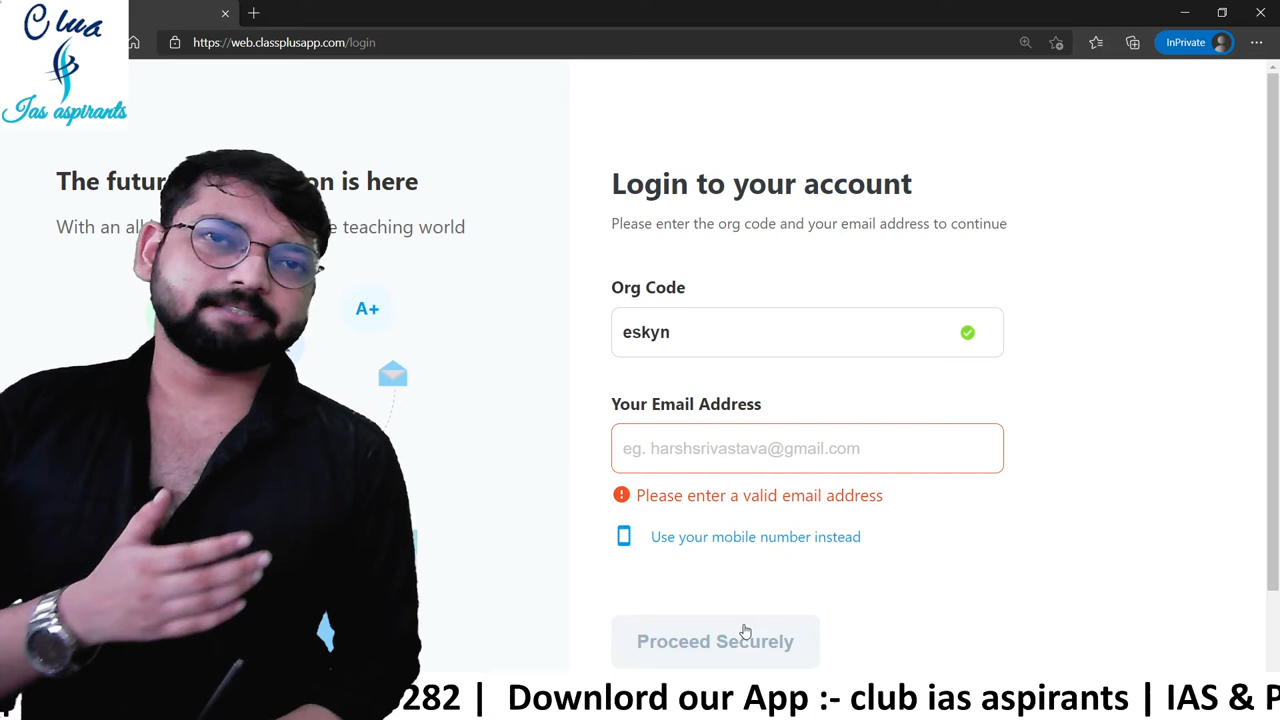 Clua
Ias aspirants
https://web.classplusapp.com/login
InPrivate
The futur on is here
With an al e teaching world
A+
Login to your account
Please enter the org code and your email address to continue
Org Code
eskyn
Your Email Address
eg. harshsrivastava@gmail.com
Please enter a valid email address
Use your mobile number instead
Proceed Securely
282 | Downlord our App :- club ias aspirants | IAS & P